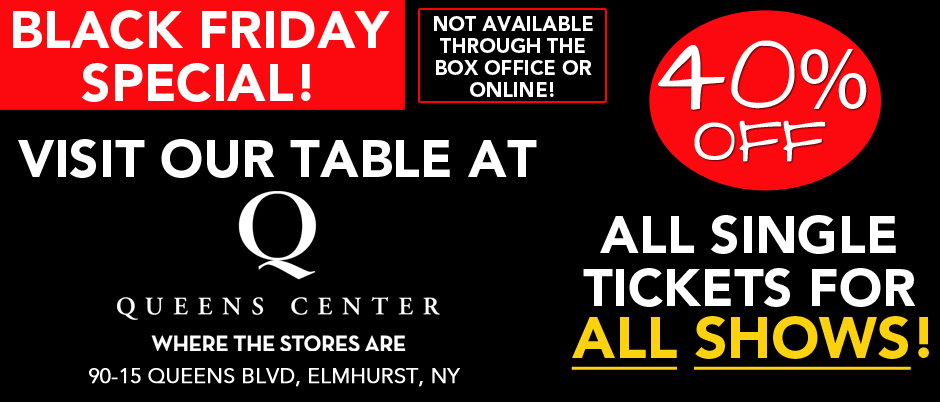 BLACK FRIDAY
SPECIAL!
NOT AVAILABLE
THROUGH THE
BOX OFFICE OR
ONLINE!
40%
OFF
VISIT OUR TABLE AT
Q
QUEENS CENTER
WHERE THE STORES ARE
90-15 QUEENS BLVD, ELMHURST, NY
ALL SINGLE
TICKETS FOR
ALL SHOWS!